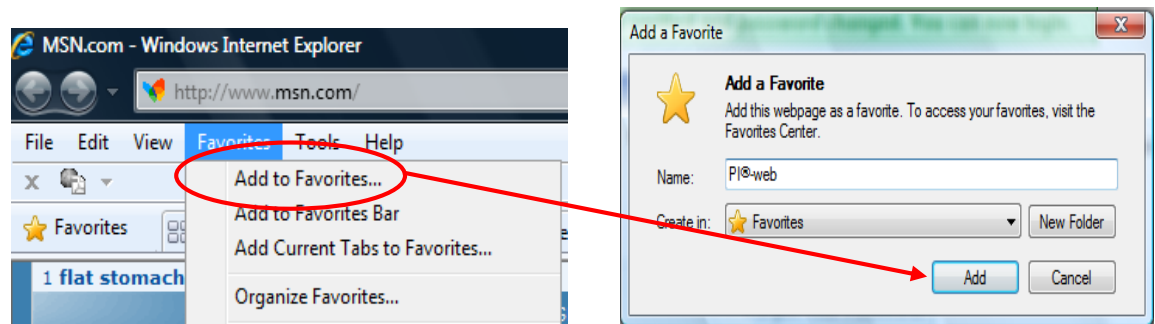 MSN.com - Windows Internet Explorer
http://www.msn.com/
File Edit View Favorites Tools Help
Add to Favorites...
Add to Favorites Bar
Favorites
Add Current Tabs to Favorites...
1 flat stomach
Organize Favorites...
Add a Favorite
Add a Favorite
Add this webpage as a favorite. To access your favorites, visit the
Favorites Center.
Name: PI®-web
Create in: Favorites New Folder
Add Cancel